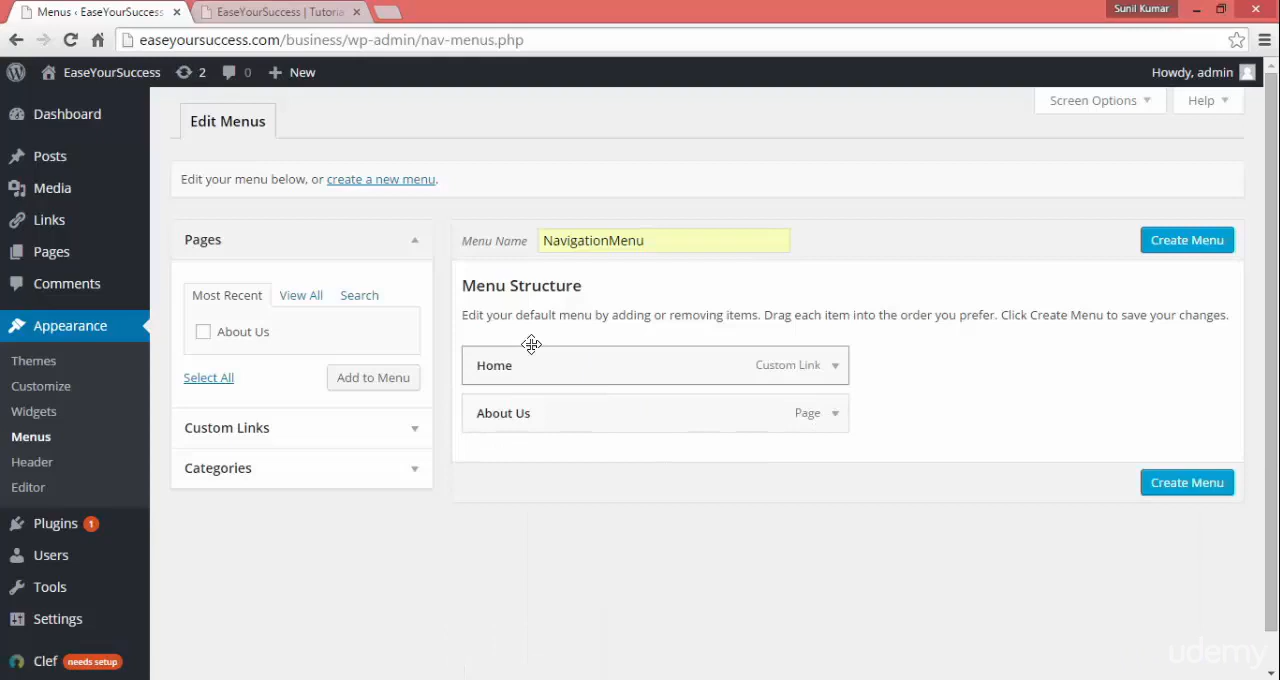 Menus ‹ EaseYourSuccess ×
EaseYourSuccess | Tutoria ×
Sunil Kumar
easeyoursuccess.com/business/wp-admin/nav-menus.php
EaseYourSuccess 2 0 + New
Howdy, admin
Dashboard
Posts
Media
Links
Pages
Comments
Appearance
Themes
Customize
Widgets
Menus
Header
Editor
Plugins 1
Users
Tools
Settings
Clef needs setup
Screen Options
Help
Edit Menus
Edit your menu below, or create a new menu.
Pages
Most Recent View All Search
About Us
Select All Add to Menu
Custom Links
Categories
Menu Name NavigationMenu Create Menu
Menu Structure
Edit your default menu by adding or removing items. Drag each item into the order you prefer. Click Create Menu to save your changes.
Home Custom Link
About Us Page
Create Menu
udemy